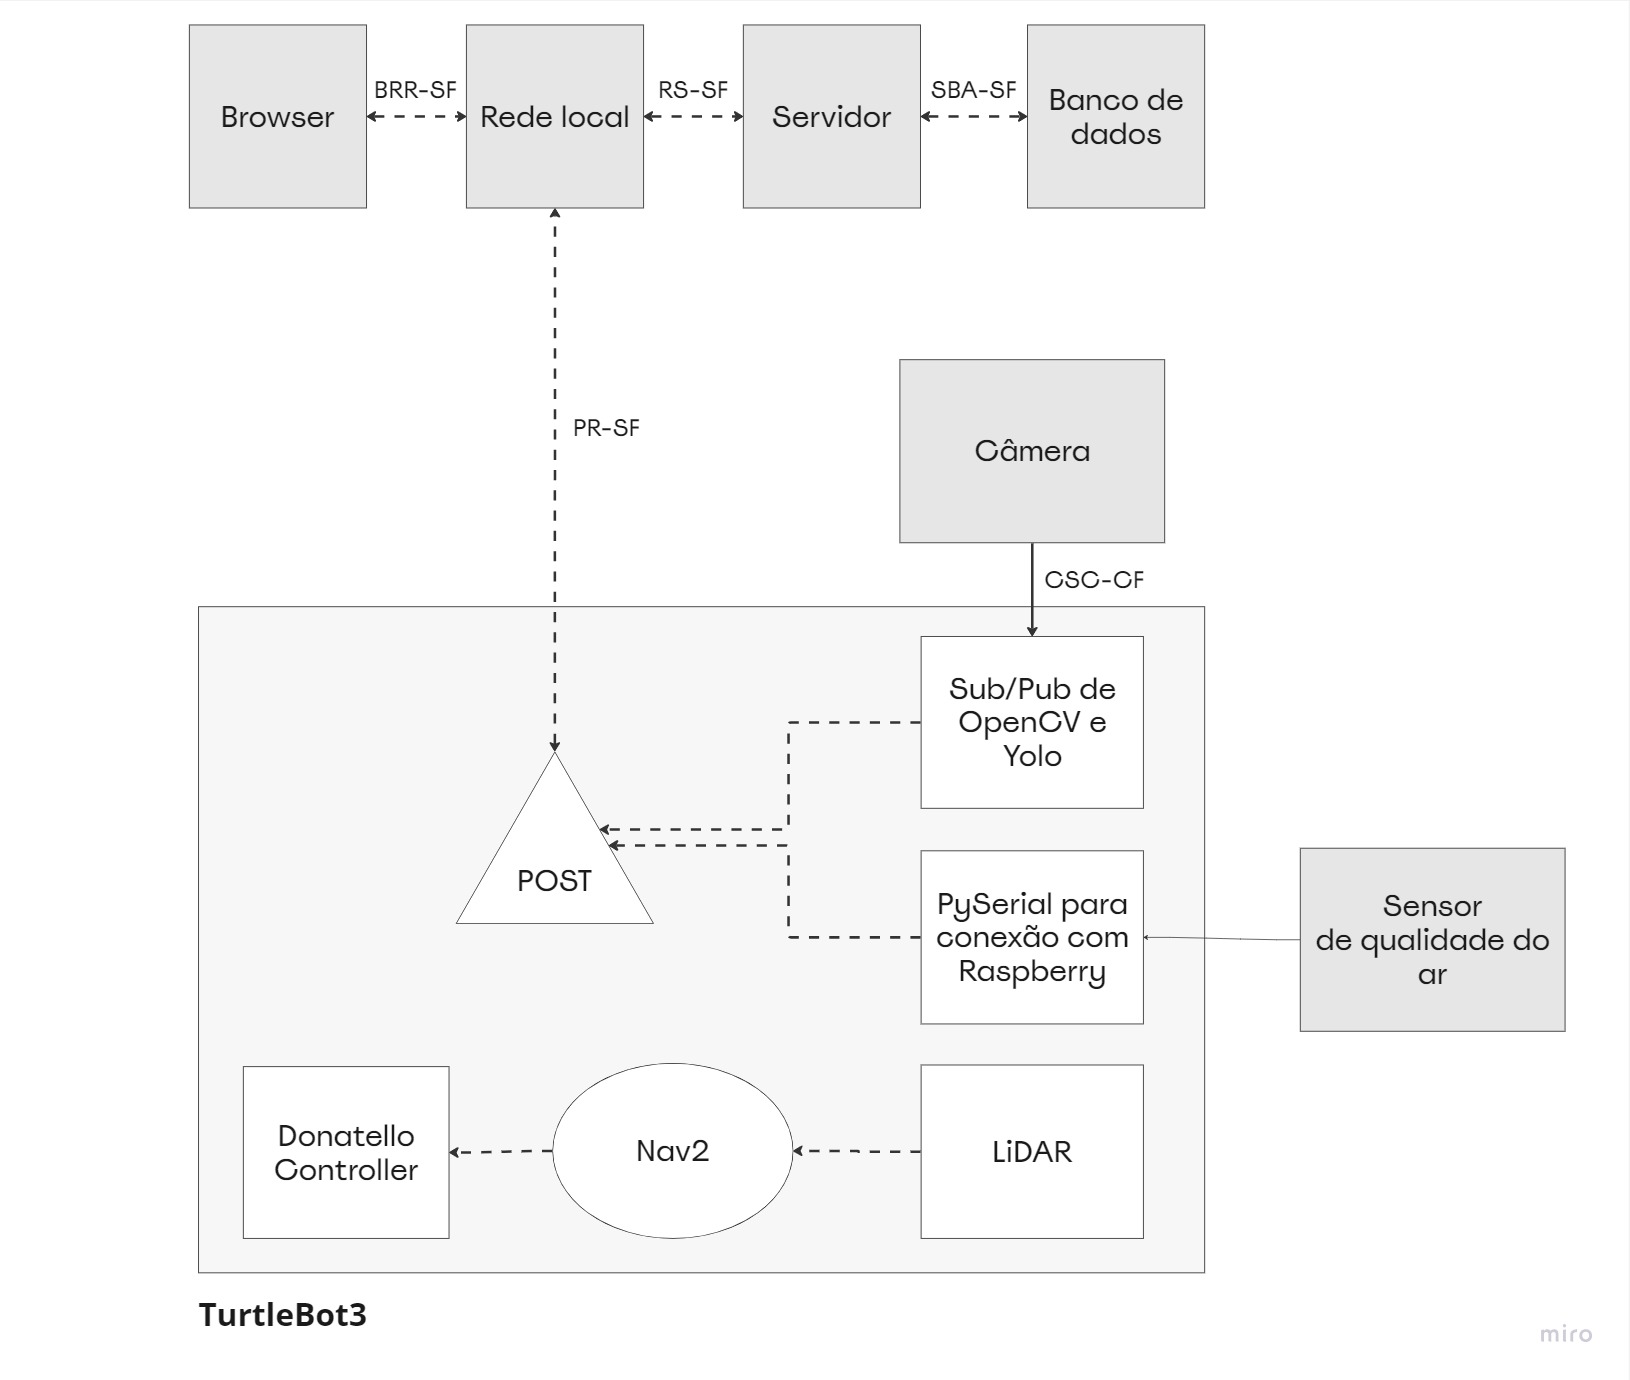 Browser
BRR-SF
Rede local
RS-SF
Servidor
SBA-SF
Banco de
dados
PR-SF
Câmera
CSC-CF
Sub/Pub de
OpenCV e
Yolo
POST
PySerial para
conexão com
Raspberry
Sensor
de qualidade do
ar
Donatello
Controller
Nav2
LiDAR
TurtleBot3
miro